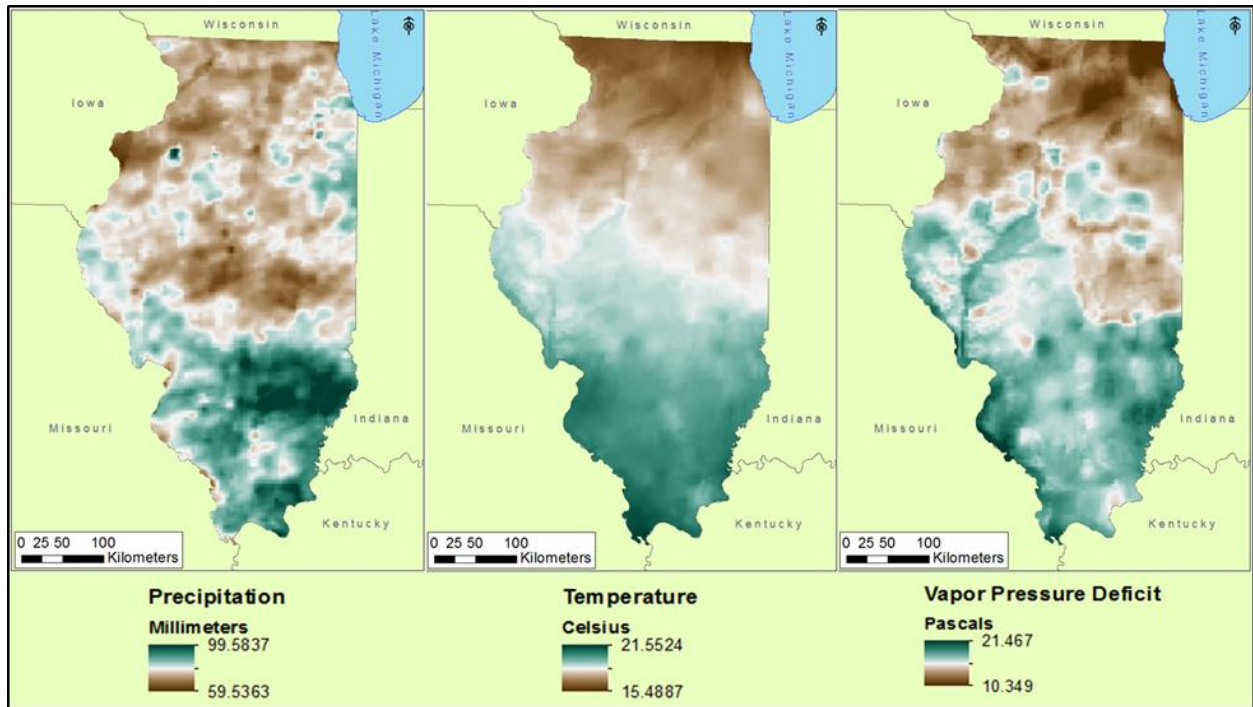 Wisconsin
Lake Michigan
Iowa
Missouri
Indiana
Kentucky
0 25 50 100
Kilometers
Wisconsin
Lake Michigan
Iowa
Missouri
Indiana
Kentucky
0 25 50 100
Kilometers
Wisconsin
Lake Michigan
Iowa
Missouri
Indiana
Kentucky
0 25 50 100
Kilometers
Precipitation
Millimeters
99.5837
59.5363
Temperature
Celsius
21.5524
15.4887
Vapor Pressure Deficit
Pascals
21.467
10.349